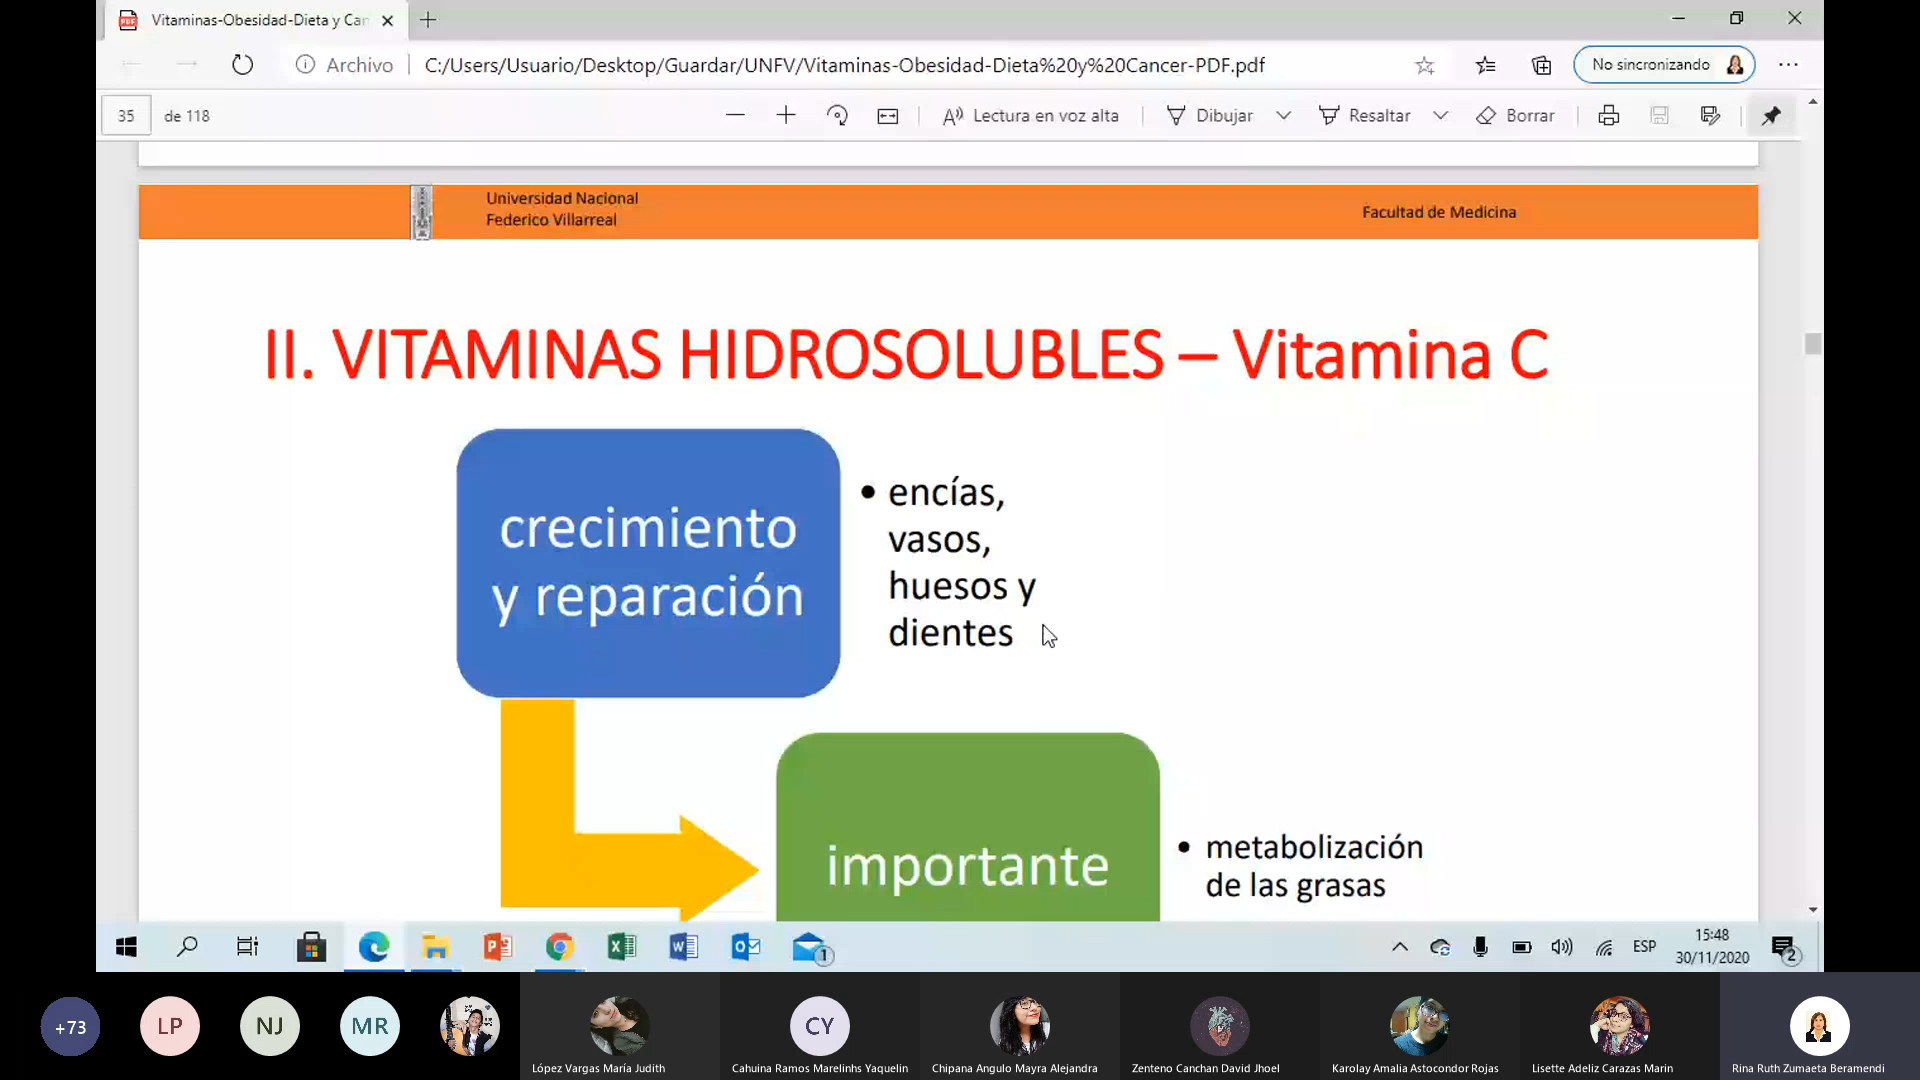 Vitaminas-Obesidad-Dieta y Can
Archivo
C:/Users/Usuario/Desktop/Guardar/UNFV/Vitaminas-Obesidad-Dieta%20y%20Cancer-PDF.pdf
No sincronizando
35
de 118
Lectura en voz alta
Dibujar
Resaltar
Borrar
Universidad Nacional
Federico Villarreal
Facultad de Medicina
II. VITAMINAS HIDROSOLUBLES – Vitamina C
crecimiento
y reparación
• encías,
vasos,
huesos y
dientes
importante
• metabolización
de las grasas
ESP
15:48
30/11/2020
1
2
+73
LP
NJ
MR
CY
López Vargas María Judith
Cahuina Ramos Marelinhs Yaquelin
Chipana Angulo Mayra Alejandra
Zenteno Canchan David Jhoel
Karolay Amalia Astocondor Rojas
Lisette Adeliz Carazas Marin
Rina Ruth Zumaeta Beramendi